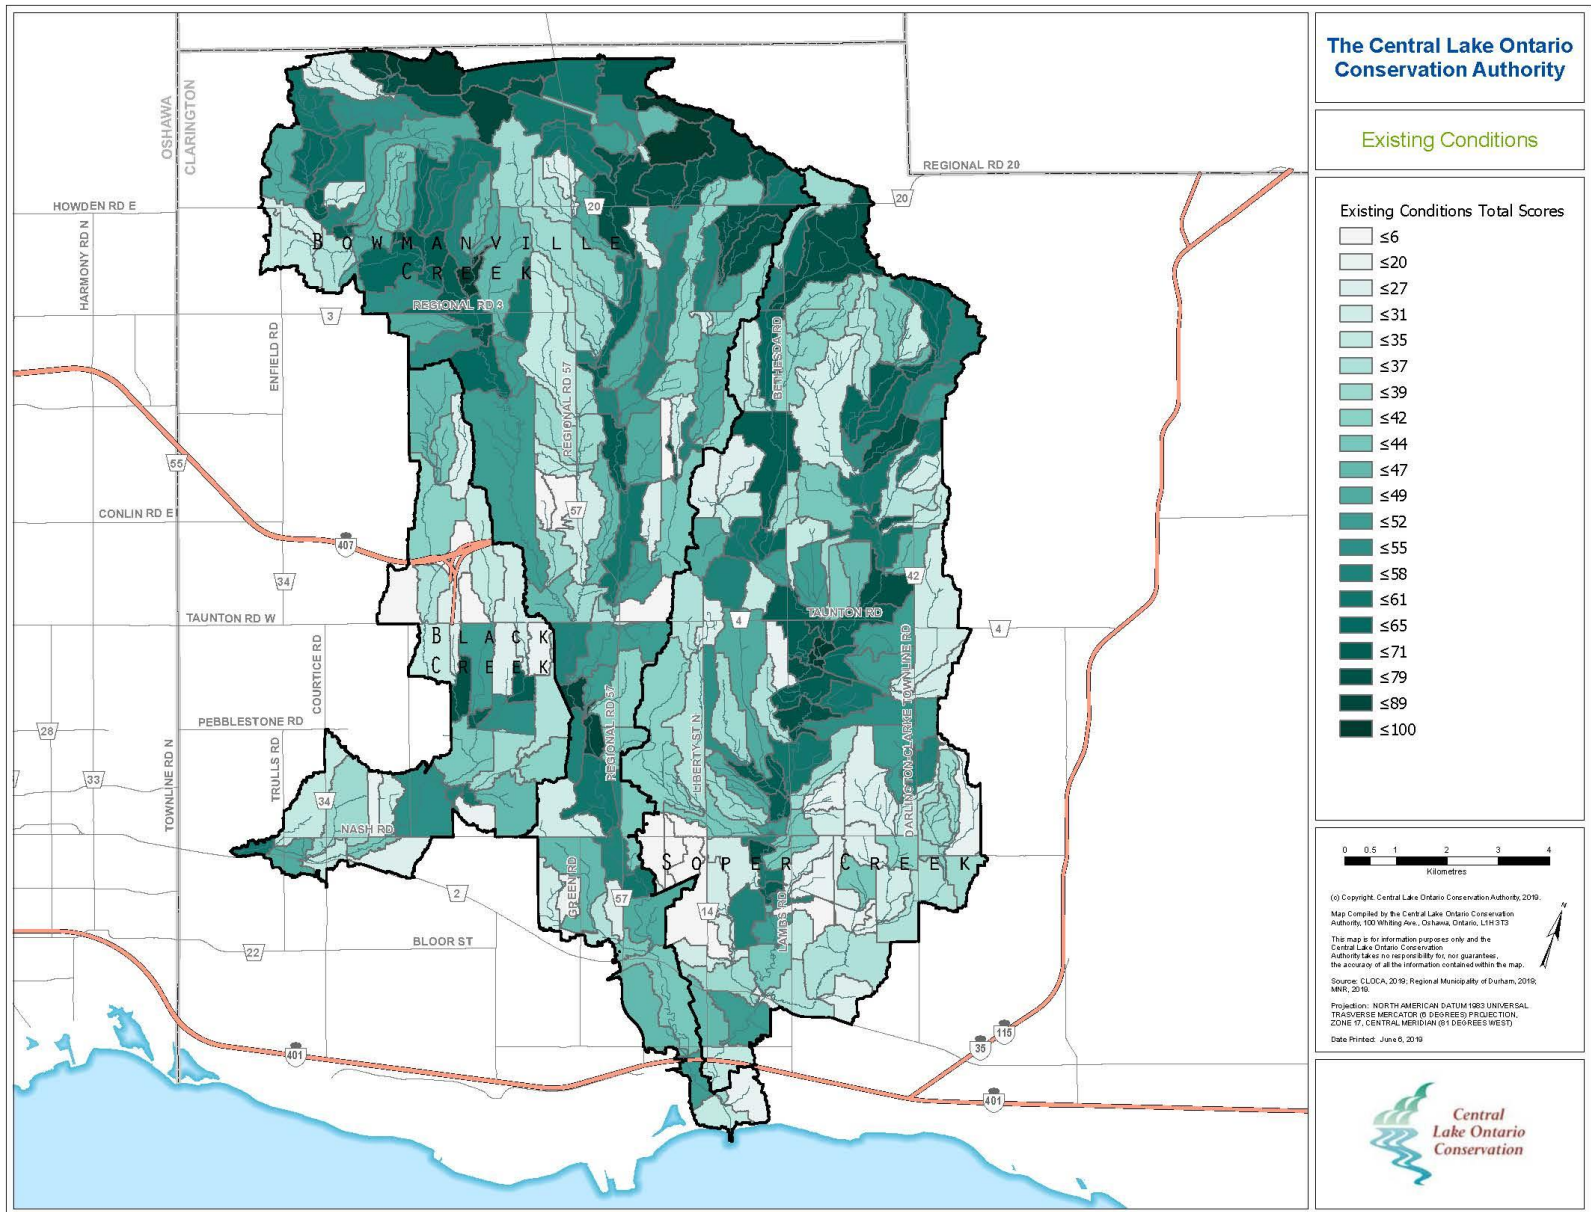 The Central Lake Ontario
Conservation Authority
Existing Conditions
Existing Conditions Total Scores
≤6
≤20
≤27
≤31
≤35
≤37
≤39
≤42
≤44
≤47
≤49
≤52
≤55
≤58
≤61
≤65
≤71
≤79
≤89
≤100
0 0.5 1 2 3 4
Kilometres
(c) Copyright. Central Lake Ontario Conservation Authority, 2019.
Map Compiled by the Central Lake Ontario Conservation
Authority, 100 Whiting Ave., Oshawa, Ontario, L1H 3T3
This map is for information purposes only and the
Central Lake Ontario Conservation
Authority takes no responsibility for, nor guarantees,
the accuracy of all the information contained within the map.
Source: CLOCA, 2019; Regional Municipality of Durham, 2019;
MNR, 2019.
Projection: NORTH AMERICAN DATUM 1983 UNIVERSAL
TRASVERSE MERCATOR (6 DEGREES) PROJECTION,
ZONE 17, CENTRAL MERIDIAN (81 DEGREES WEST)
Date Printed: June 6, 2019
N
Central
Lake Ontario
Conservation
OSHAWA
CLARINGTON
REGIONAL RD 20
20
20
HOWDEN RD E
HARMONY RD N
BOWMANVILLE
CREEK
REGIONAL RD 3
3
ENFIELD RD
BETHESDA RD
REGIONAL RD 57
55
57
CONLIN RD E
407
34
42
TAUNTON RD W
TAUNTON RD
4
4
BLACK
CREEK
COURTICE RD
DARLINGTON-CLARKE TOWNLINE RD
REGIONAL RD 57
LIBERTY ST N
PEBBLESTONE RD
28
TOWNLINE RD N
TRULLS RD
33
34
NASH RD
SOPER CREEK
GREEN RD
2
57
14
LAMBS RD
BLOOR ST
22
401
35
115
401